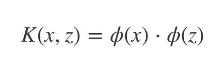 K(x, z) = ϕ(x) · ϕ(z)